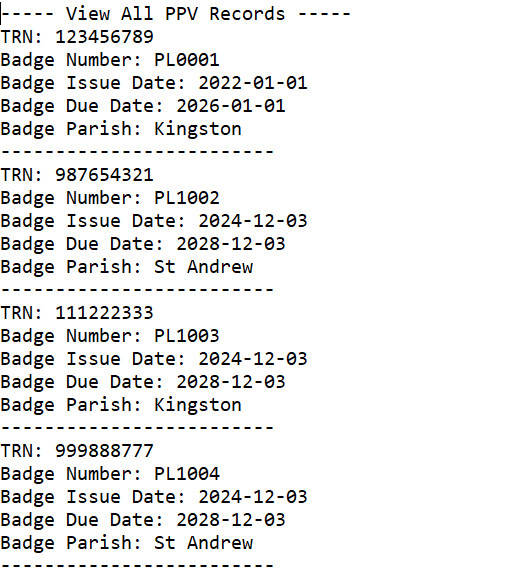 ----- View All PPV Records -----
TRN: 123456789
Badge Number: PL0001
Badge Issue Date: 2022-01-01
Badge Due Date: 2026-01-01
Badge Parish: Kingston
-------------------------
TRN: 987654321
Badge Number: PL1002
Badge Issue Date: 2024-12-03
Badge Due Date: 2028-12-03
Badge Parish: St Andrew
-------------------------
TRN: 111222333
Badge Number: PL1003
Badge Issue Date: 2024-12-03
Badge Due Date: 2028-12-03
Badge Parish: Kingston
-------------------------
TRN: 999888777
Badge Number: PL1004
Badge Issue Date: 2024-12-03
Badge Due Date: 2028-12-03
Badge Parish: St Andrew
-------------------------